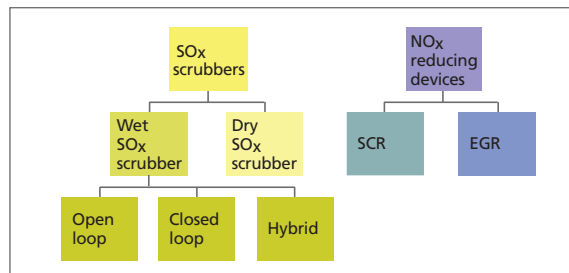 SOx
scrubbers
NOx
reducing
devices
Wet
SOx
scrubber
Dry
SOx
scrubber
SCR
EGR
Open
loop
Closed
loop
Hybrid